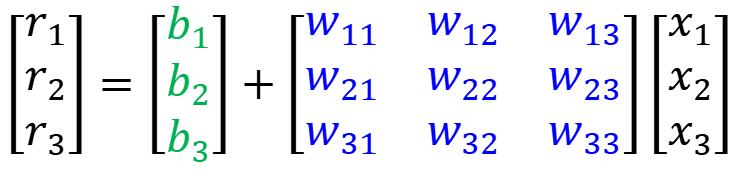 [r₁] [b₁] [w₁₁ w₁₂ w₁₃] [x₁]
[r₂] = [b₂] + [w₂₁ w₂₂ w₂₃] [x₂]
[r₃] [b₃] [w₃₁ w₃₂ w₃₃] [x₃]